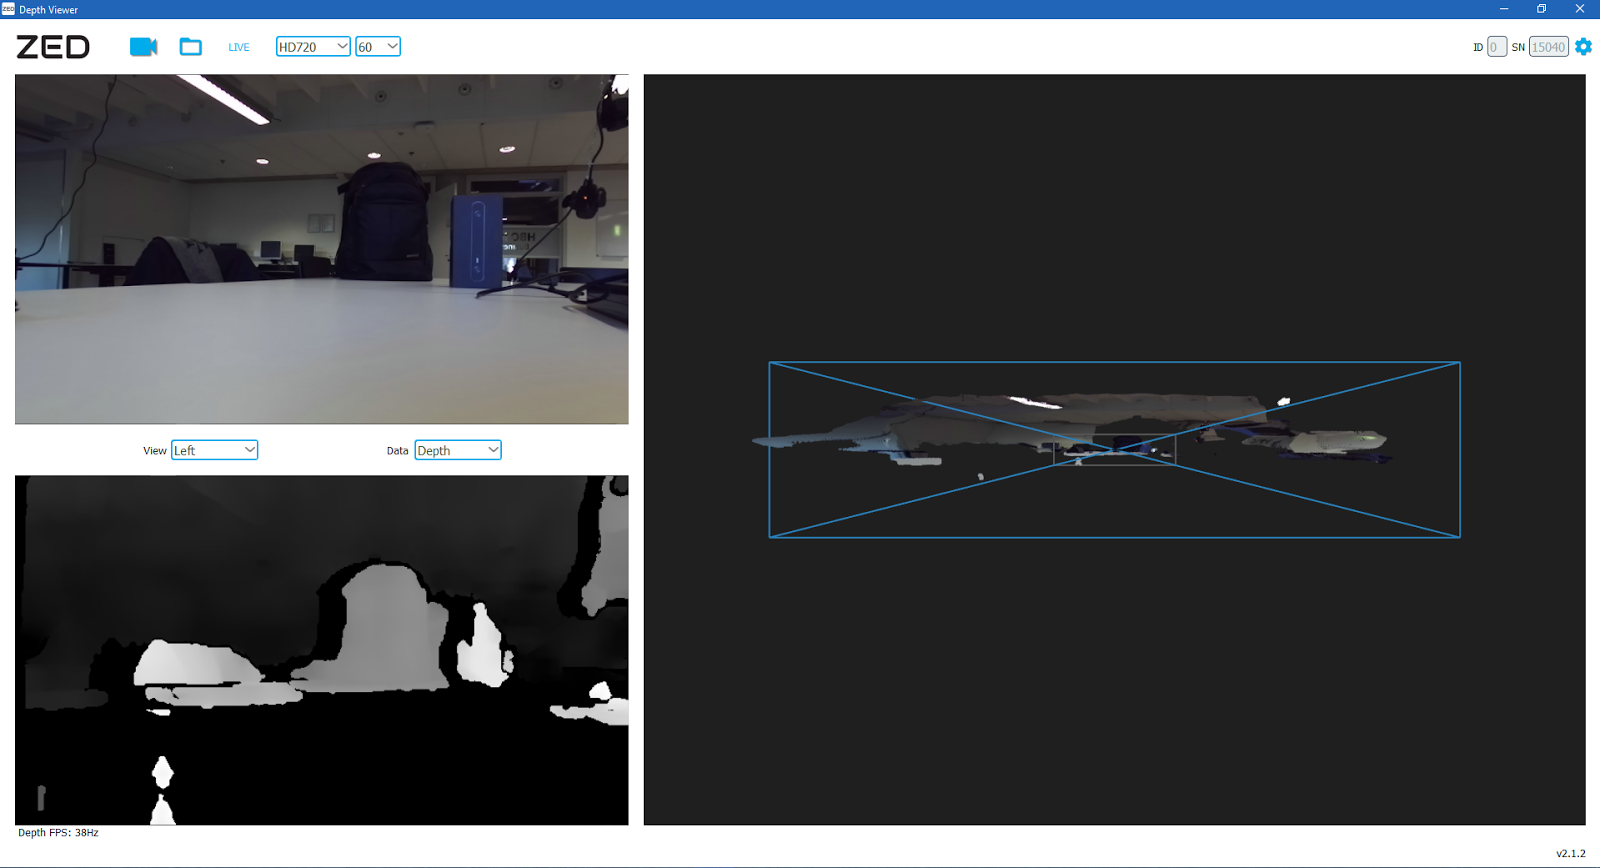 ZED Depth Viewer
ZED LIVE HD720 60 ID 0 SN 15040
View Left Data Depth
Depth FPS: 38Hz
v2.1.2